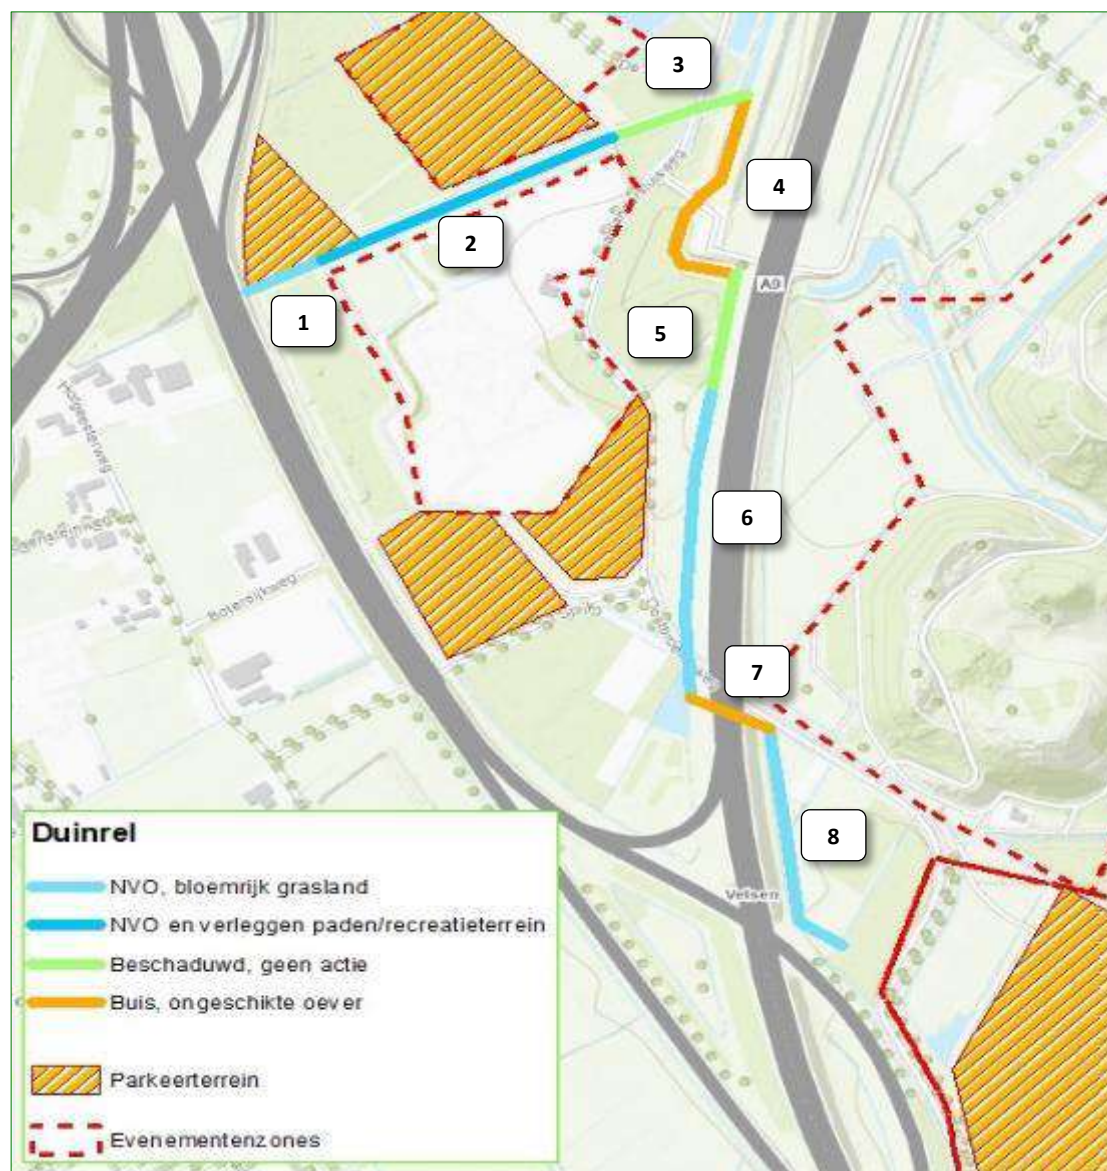 3
4
2
A9
1
5
6
Botendijkweg
7
8
Velsen
Duinrel
NVO, bloemrijk grasland
NVO en verleggen paden/recreatieterrein
Beschaduwd, geen actie
Buis, ongeschikte oever
Parkeerterrein
Evenementenzones